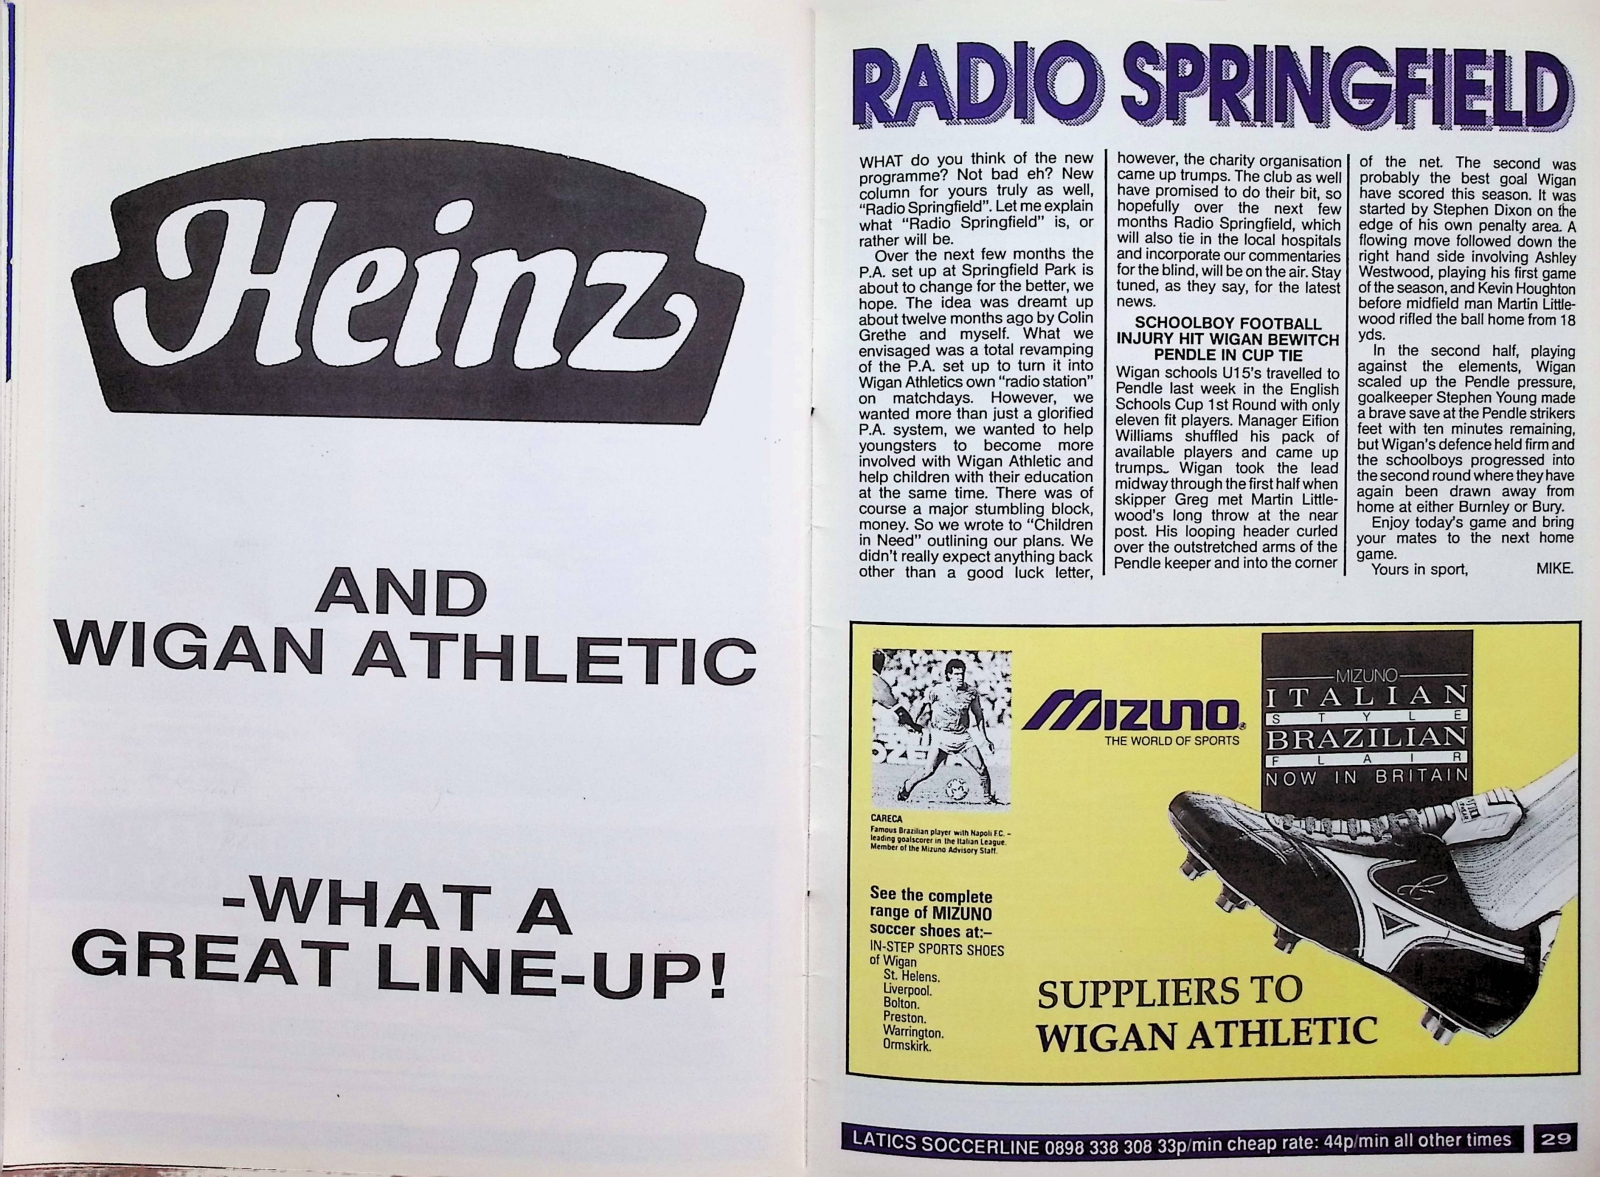 Heinz
AND
WIGAN ATHLETIC
-WHAT A
GREAT LINE-UP!
RADIO SPRINGFIELD
WHAT do you think of the new
programme? Not bad eh? New
column for yours truly as well,
“Radio Springfield”. Let me explain
what “Radio Springfield” is, or
rather will be.
Over the next few months the
P.A. set up at Springfield Park is
about to change for the better, we
hope. The idea was dreamt up
about twelve months ago by Colin
Grethe and myself. What we
envisaged was a total revamping
of the P.A. set up to turn it into
Wigan Athletics own “radio station”
on matchdays. However, we
wanted more than just a glorified
P.A. system, we wanted to help
youngsters to become more
involved with Wigan Athletic and
help children with their education
at the same time. There was of
course a major stumbling block,
money. So we wrote to “Children
in Need” outlining our plans. We
didn't really expect anything back
other than a good luck letter,
however, the charity organisation
came up trumps. The club as well
have promised to do their bit, so
hopefully over the next few
months Radio Springfield, which
will also tie in the local hospitals
and incorporate our commentaries
for the blind, will be on the air. Stay
tuned, as they say, for the latest
news.
SCHOOLBOY FOOTBALL
INJURY HIT WIGAN BEWITCH
PENDLE IN CUP TIE
Wigan schools U15's travelled to
Pendle last week in the English
Schools Cup 1st Round with only
eleven fit players. Manager Eifion
Williams shuffled his pack of
available players and came up
trumps. Wigan took the lead
midway through the first half when
skipper Greg met Martin Little-
wood's long throw at the near
post. His looping header curled
over the outstretched arms of the
Pendle keeper and into the corner
of the net. The second was
probably the best goal Wigan
have scored this season. It was
started by Stephen Dixon on the
edge of his own penalty area. A
flowing move followed down the
right hand side involving Ashley
Westwood, playing his first game
of the season, and Kevin Houghton
before midfield man Martin Little-
wood rifled the ball home from 18
yds.
In the second half, playing
against the elements, Wigan
scaled up the Pendle pressure,
goalkeeper Stephen Young made
a brave save at the Pendle strikers
feet with ten minutes remaining,
but Wigan's defence held firm and
the schoolboys progressed into
the second round where they have
again been drawn away from
home at either Burnley or Bury.
Enjoy today's game and bring
your mates to the next home
game.
Yours in sport, MIKE.
CARECA
Famous Brazilian player with Napoli F.C. –
leading goalscorer in the Italian League.
Member of the Mizuno Advisory Staff.
MIZUNO®
THE WORLD OF SPORTS
MIZUNO
ITALIAN
STYLE
BRAZILIAN
FLAIR
NOW IN BRITAIN
See the complete
range of MIZUNO
soccer shoes at:–
IN-STEP SPORTS SHOES
of Wigan
St. Helens.
Liverpool.
Bolton.
Preston.
Warrington.
Ormskirk.
SUPPLIERS TO
WIGAN ATHLETIC
LATICS SOCCERLINE 0898 338 308 33p/min cheap rate: 44p/min all other times 29